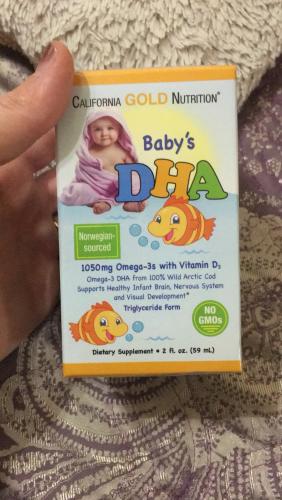 CALIFORNIA GOLD NUTRITION®
Baby's
DHA
Norwegian-
sourced
1050mg Omega-3s with Vitamin D₃
Omega-3 DHA from 100% Wild Arctic Cod
Supports Healthy Infant Brain, Nervous System
and Visual Development*
Triglyceride Form
NO
GMOs
Dietary Supplement • 2 fl. oz. (59 mL)